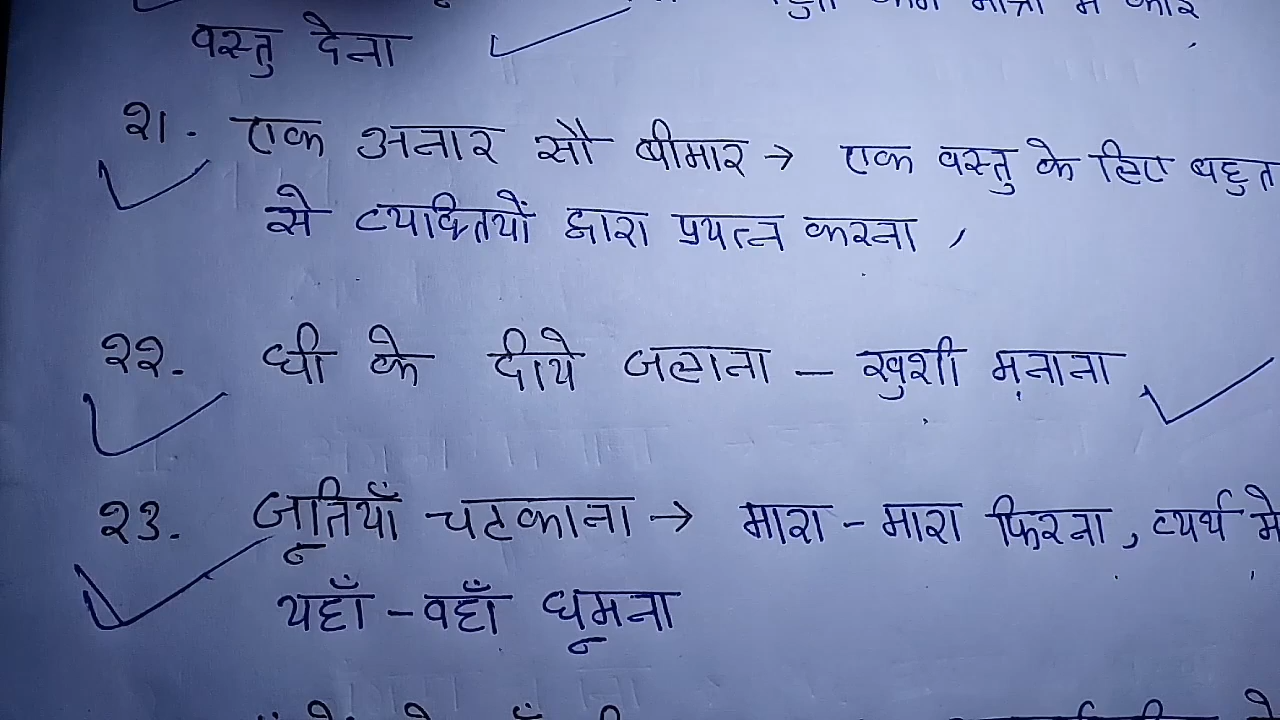 मात्रा में कोई
वस्तु देना
२१. एक अनार सौ बीमार → एक वस्तु के लिए बहुत
से व्यक्तियों द्वारा प्रयत्न करना,
२२. घी के दीये जलाना – खुशी मनाना
२३. जूतियाँ चटकाना → मारा-मारा फिरना, व्यर्थ में
यहाँ-वहाँ घूमना